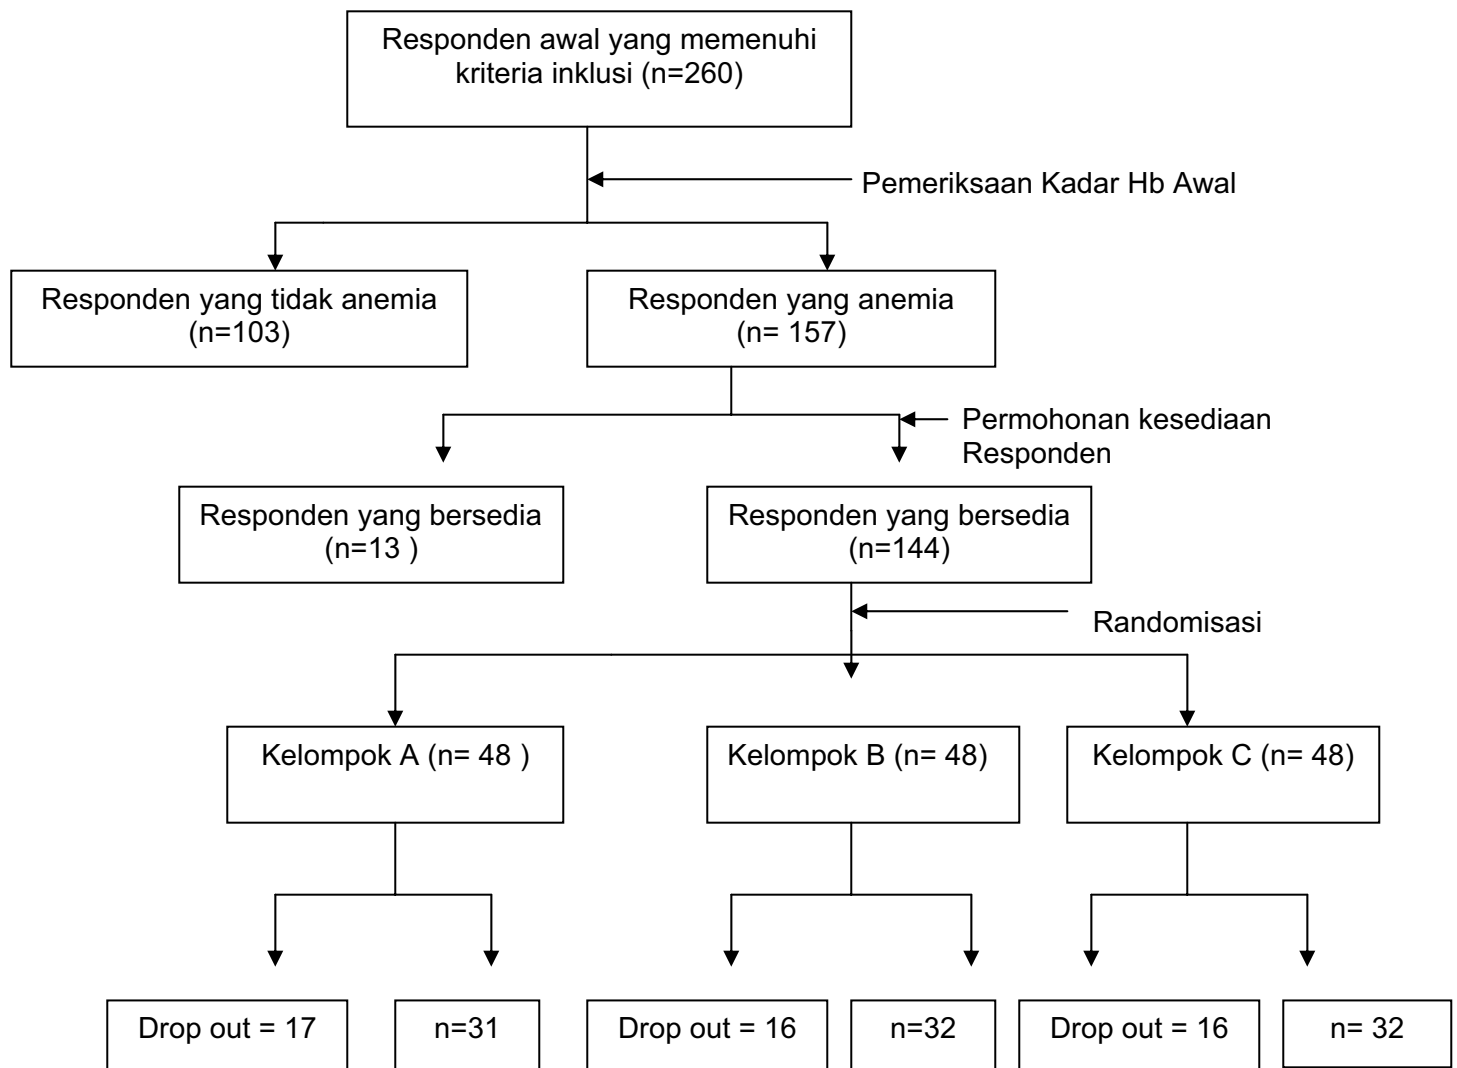 Responden awal yang memenuhi
kriteria inklusi (n=260)
Pemeriksaan Kadar Hb Awal
Responden yang tidak anemia
(n=103)
Responden yang anemia
(n= 157)
Permohonan kesediaan
Responden
Responden yang bersedia
(n=13 )
Responden yang bersedia
(n=144)
Randomisasi
Kelompok A (n= 48 )
Kelompok B (n= 48)
Kelompok C (n= 48)
Drop out = 17
n=31
Drop out = 16
n=32
Drop out = 16
n= 32